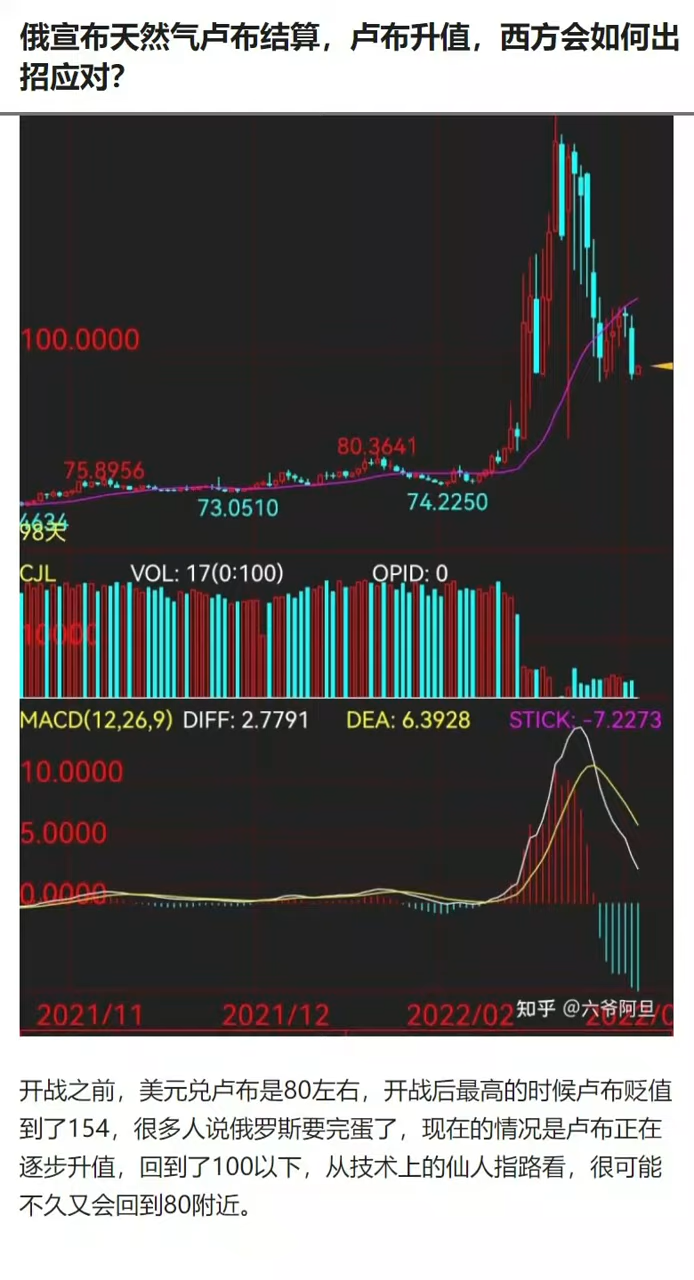 俄宣布天然气卢布结算，卢布升值，西方会如何出
招应对？
100.0000
80.3641
75.8956
73.0510
74.2250
4634
98天
CJL VOL: 17(0:100) OPID: 0
10000
MACD(12,26,9) DIFF: 2.7791 DEA: 6.3928 STICK: -7.2273
10.0000
5.0000
0.0000
2021/11 2021/12 2022/02 2022/0
知乎 @六爷阿旦
开战之前，美元兑卢布是80左右，开战后最高的时候卢布贬值
到了154，很多人说俄罗斯要完蛋了，现在的情况是卢布正在
逐步升值，回到了100以下，从技术上的仙人指路看，很可能
不久又会回到80附近。